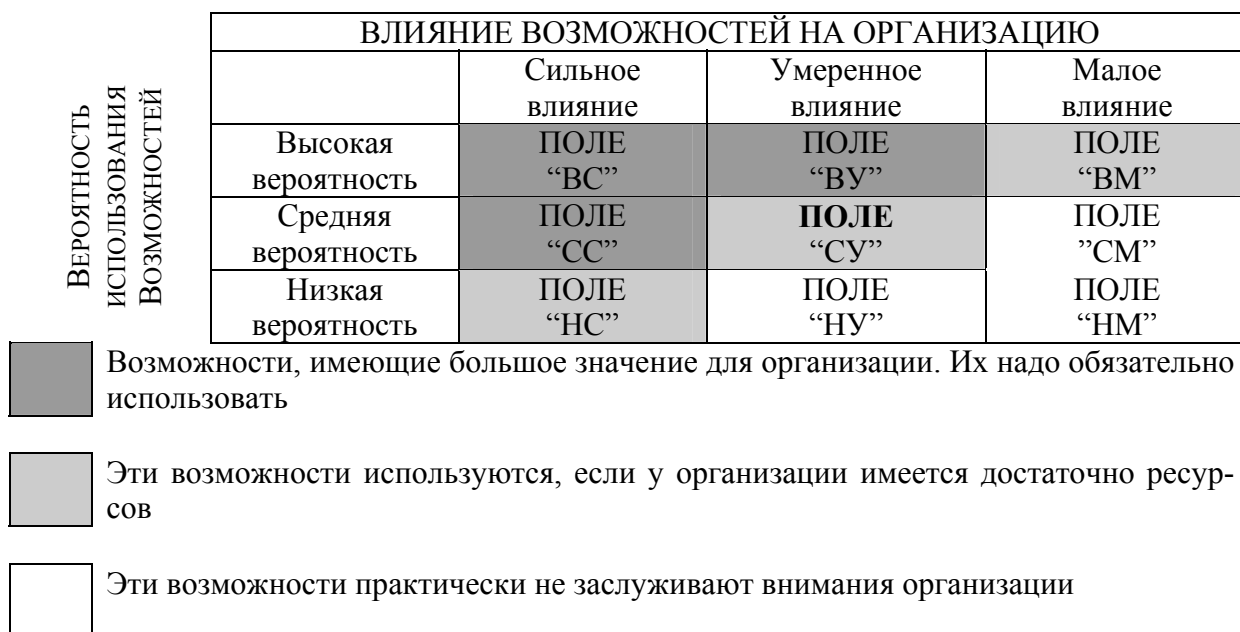 ВЕРОЯТНОСТЬ
ИСПОЛЬЗОВАНИЯ
ВОЗМОЖНОСТЕЙ
ВЛИЯНИЕ ВОЗМОЖНОСТЕЙ НА ОРГАНИЗАЦИЮ
Сильное Умеренное Малое
влияние влияние влияние
Высокая ПОЛЕ ПОЛЕ ПОЛЕ
вероятность “ВС” “ВУ” “ВМ”
Средняя ПОЛЕ ПОЛЕ ПОЛЕ
вероятность “СС” “СУ” ”СМ”
Низкая ПОЛЕ ПОЛЕ ПОЛЕ
вероятность “НС” “НУ” “НМ”
Возможности, имеющие большое значение для организации. Их надо обязательно
использовать
Эти возможности используются, если у организации имеется достаточно ресур-
сов
Эти возможности практически не заслуживают внимания организации